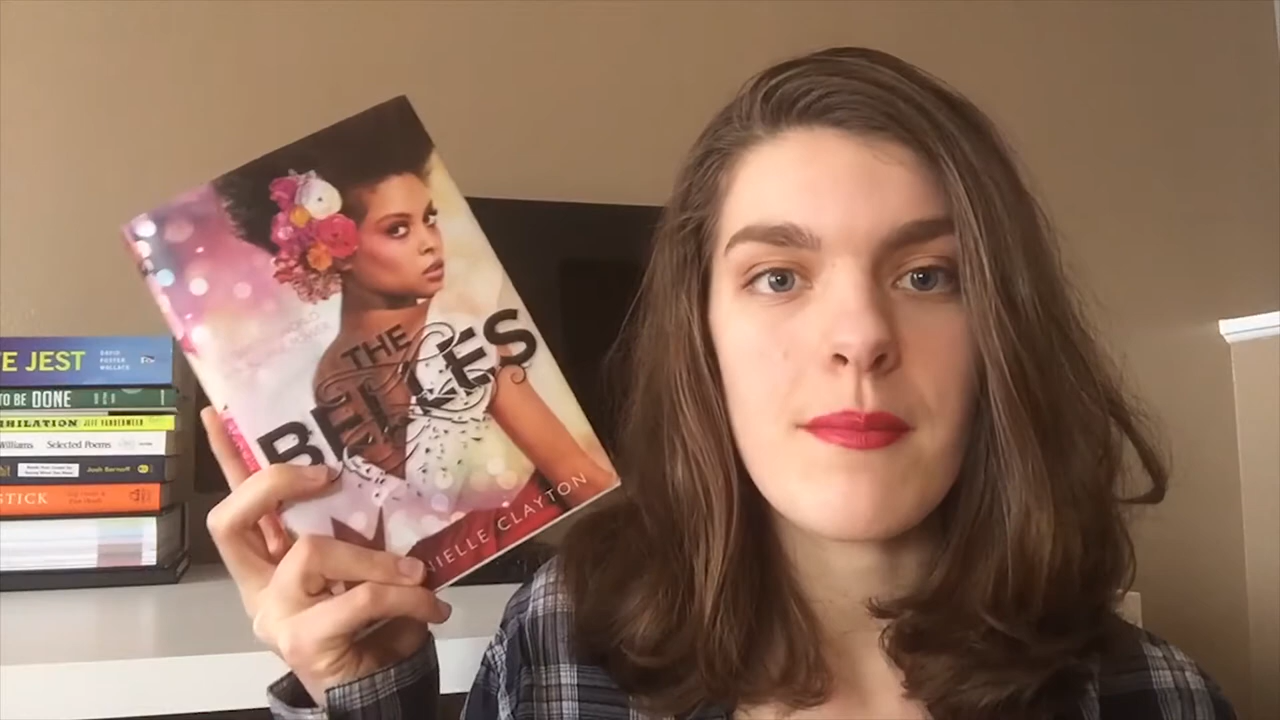 THE
BELLES
NIELLE CLAYTON
E JEST
DAVID
FOSTER
WALLACE
TO BE DONE
HILATION JEFF VANDERMEER
Williams Selected Poems
Josh Bernoff
STICK